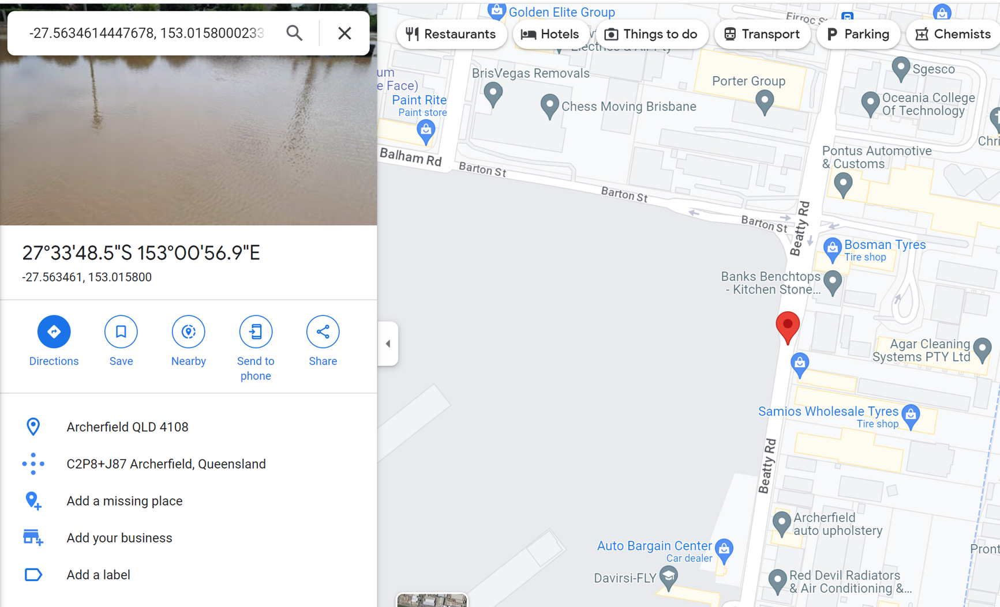 -27.5634614447678, 153.0158000233
27°33'48.5"S 153°00'56.9"E
-27.563461, 153.015800
Directions
Save
Nearby
Send to
phone
Share
Archerfield QLD 4108
C2P8+J87 Archerfield, Queensland
Add a missing place
Add your business
Add a label
Restaurants
Hotels
Things to do
Transport
Parking
Chemists
Golden Elite Group
Eirroc
BrisVegas Removals
Chess Moving Brisbane
Porter Group
Sgesco
Oceania College
Of Technology
um
e Face)
Paint Rite
Paint store
Chri
Pontus Automotive
& Customs
Balham Rd
Barton St
Barton St
Barton St
Beatty Rd
Bosman Tyres
Tire shop
Banks Benchtops
- Kitchen Stone...
Agar Cleaning
Systems PTY Ltd
Samios Wholesale Tyres
Tire shop
Beatty Rd
Archerfield
auto upholstery
Auto Bargain Center
Car dealer
Davirsi-FLY
Pront
Red Devil Radiators
& Air Conditioning &...